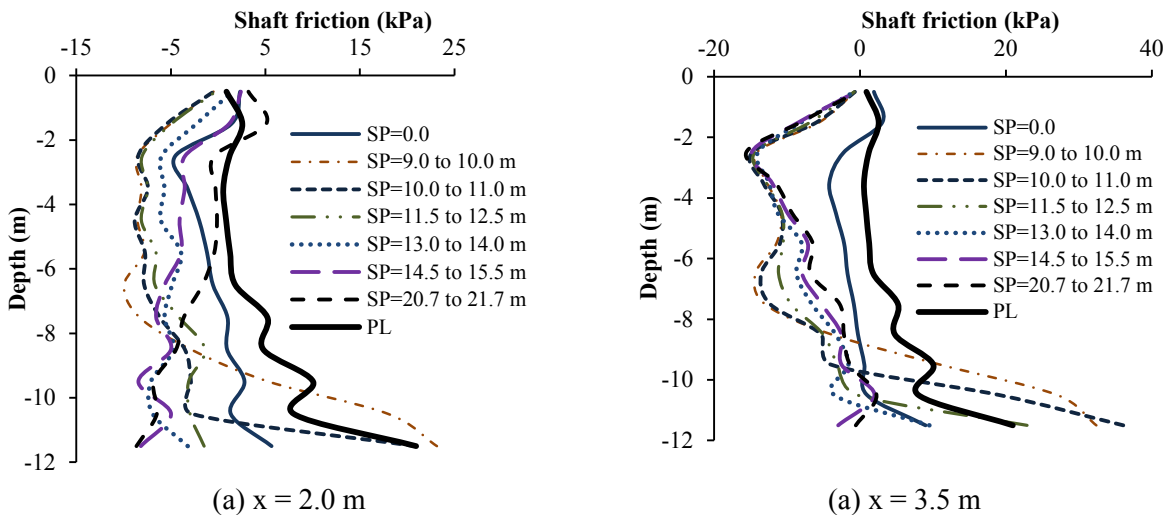 Shaft friction (kPa)
-15 -5 5 15 25
0
-2
-4
-6
-8
-10
-12
Depth (m)
SP=0.0
SP=9.0 to 10.0 m
SP=10.0 to 11.0 m
SP=11.5 to 12.5 m
SP=13.0 to 14.0 m
SP=14.5 to 15.5 m
SP=20.7 to 21.7 m
PL
(a) x = 2.0 m
Shaft friction (kPa)
-20 0 20 40
0
-2
-4
-6
-8
-10
-12
Depth (m)
SP=0.0
SP=9.0 to 10.0 m
SP=10.0 to 11.0 m
SP=11.5 to 12.5 m
SP=13.0 to 14.0 m
SP=14.5 to 15.5 m
SP=20.7 to 21.7 m
PL
(a) x = 3.5 m